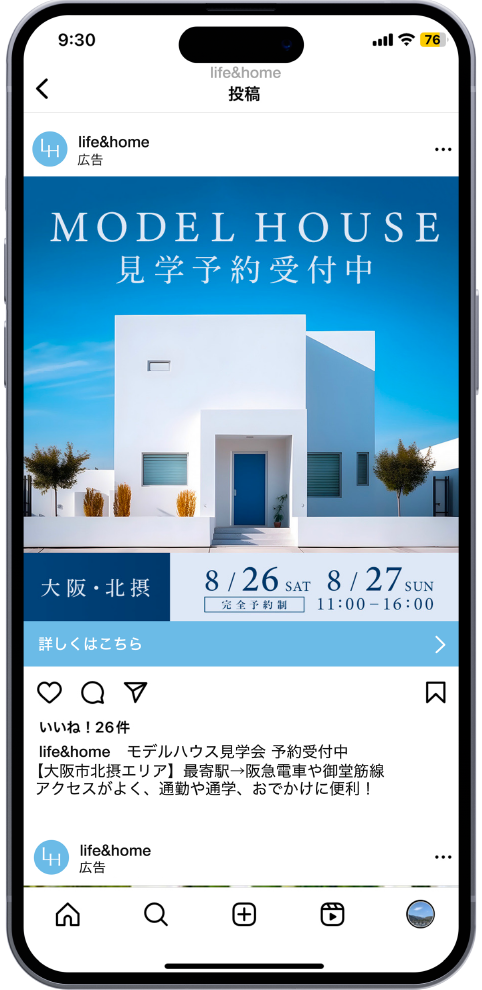 9:30
76
life&home
投稿
LH
life&home
広告
MODEL HOUSE
見学予約受付中
大阪・北摂
8/26 SAT 8/27 SUN
完全予約制 11:00−16:00
詳しくはこちら
いいね！26件
life&home モデルハウス見学会 予約受付中
【大阪市北摂エリア】最寄駅→阪急電車や御堂筋線
アクセスがよく、通勤や通学、おでかけに便利！
LH
life&home
広告